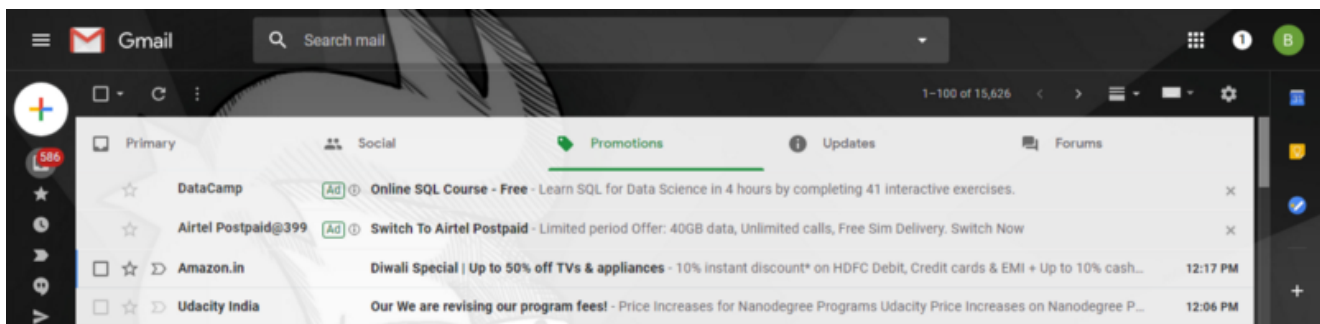 Gmail Search mail 1 B
1–100 of 15,626
31
586
Primary Social Promotions Updates Forums
DataCamp Ad Online SQL Course - Free - Learn SQL for Data Science in 4 hours by completing 41 interactive exercises.
Airtel Postpaid@399 Ad Switch To Airtel Postpaid - Limited period Offer: 40GB data, Unlimited calls, Free Sim Delivery. Switch Now
Amazon.in Diwali Special | Up to 50% off TVs & appliances - 10% instant discount* on HDFC Debit, Credit cards & EMI + Up to 10% cash... 12:17 PM
Udacity India Our We are revising our program fees! - Price Increases for Nanodegree Programs Udacity Price Increases on Nanodegree P... 12:06 PM